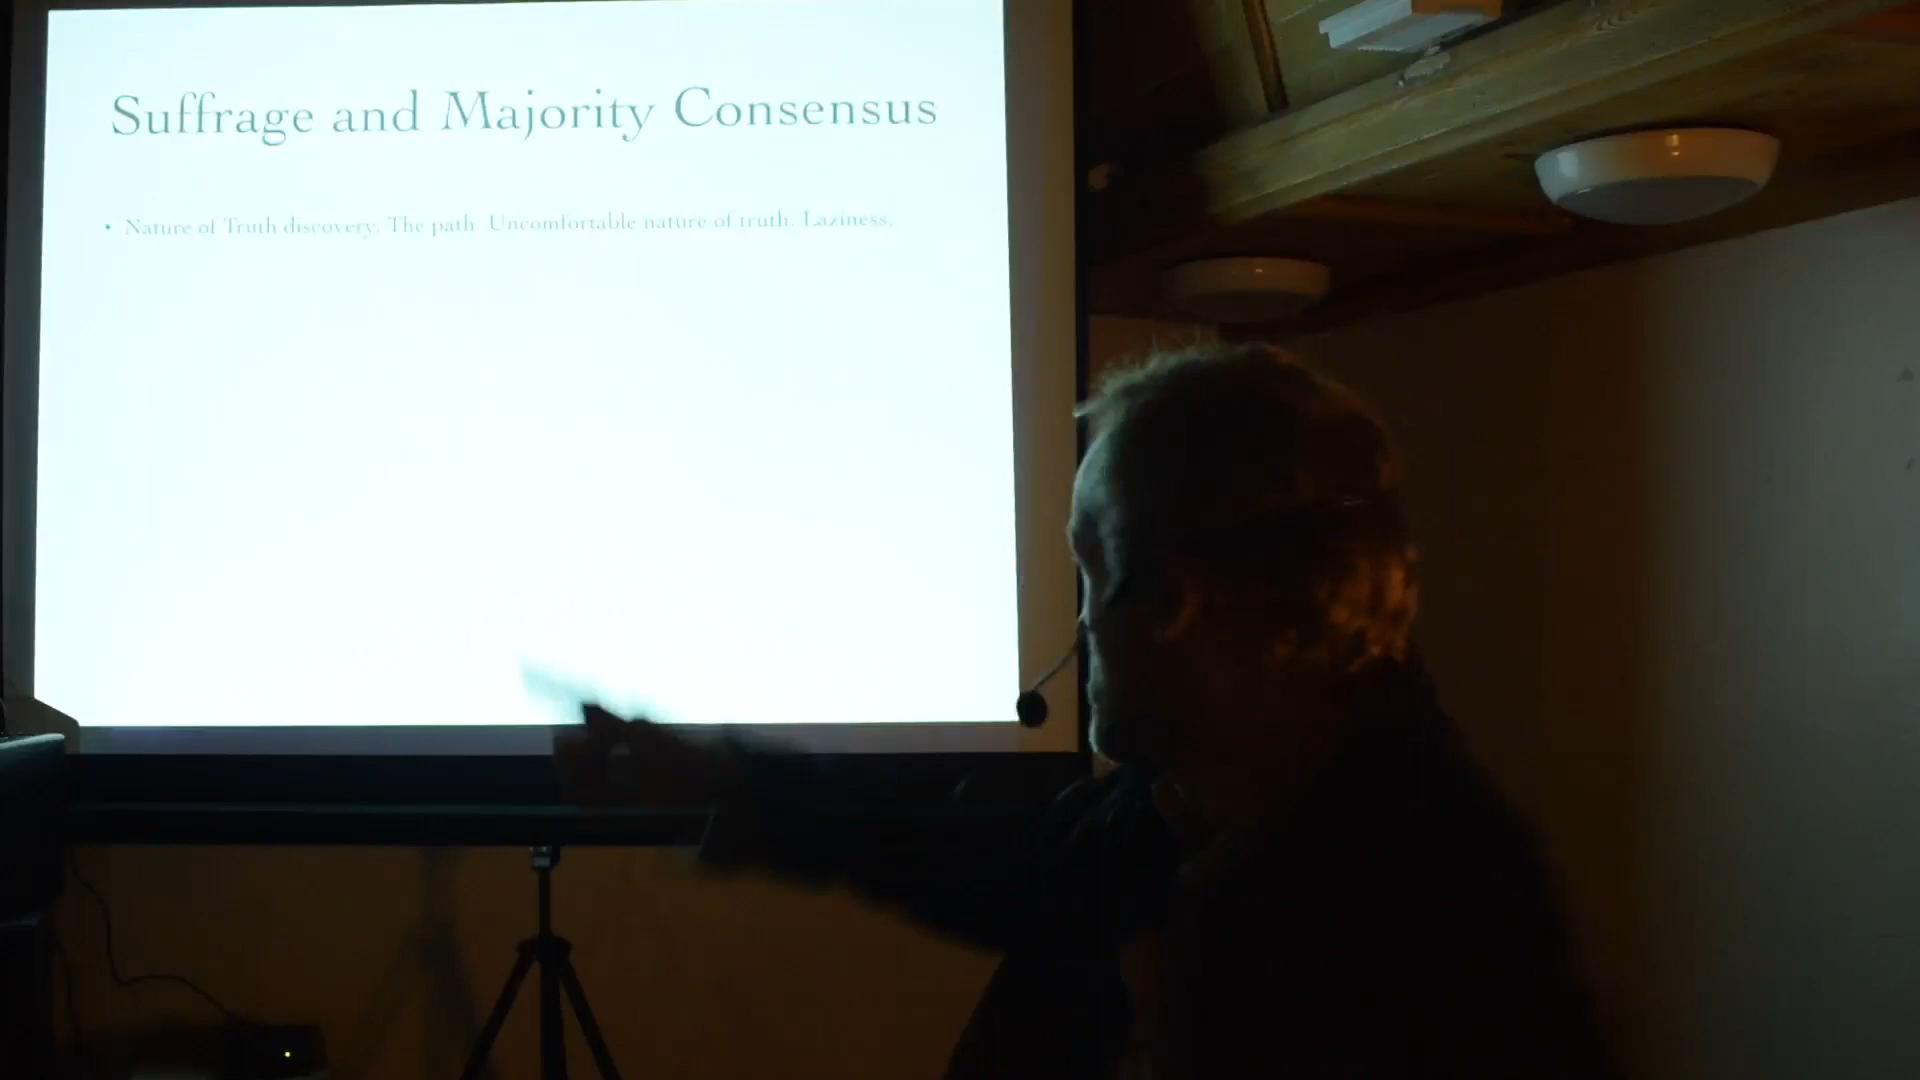 Suffrage and Majority Consensus
• Nature of Truth discovery. The path Uncomfortable nature of truth. Laziness.